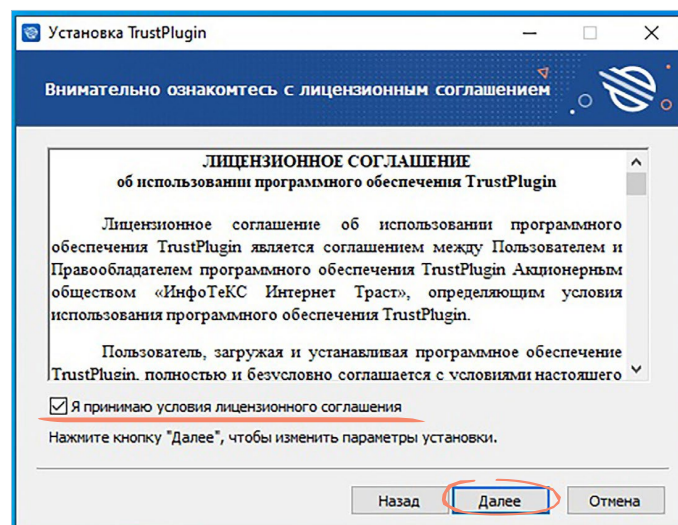 Установка TrustPlugin
Внимательно ознакомтесь с лицензионным соглашением
ЛИЦЕНЗИОННОЕ СОГЛАШЕНИЕ
об использовании программного обеспечения TrustPlugin
Лицензионное соглашение об использовании программного
обеспечения TrustPlugin является соглашением между Пользователем и
Правообладателем программного обеспечения TrustPlugin Акционерным
обществом «ИнфоТеКС Интернет Траст», определяющим условия
использования программного обеспечения TrustPlugin.
Пользователь, загружая и устанавливая программное обеспечение
TrustPlugin, полностью и безусловно соглашается с условиями настоящего
Я принимаю условия лицензионного соглашения
Нажмите кнопку "Далее", чтобы изменить параметры установки.
Назад Далее Отмена